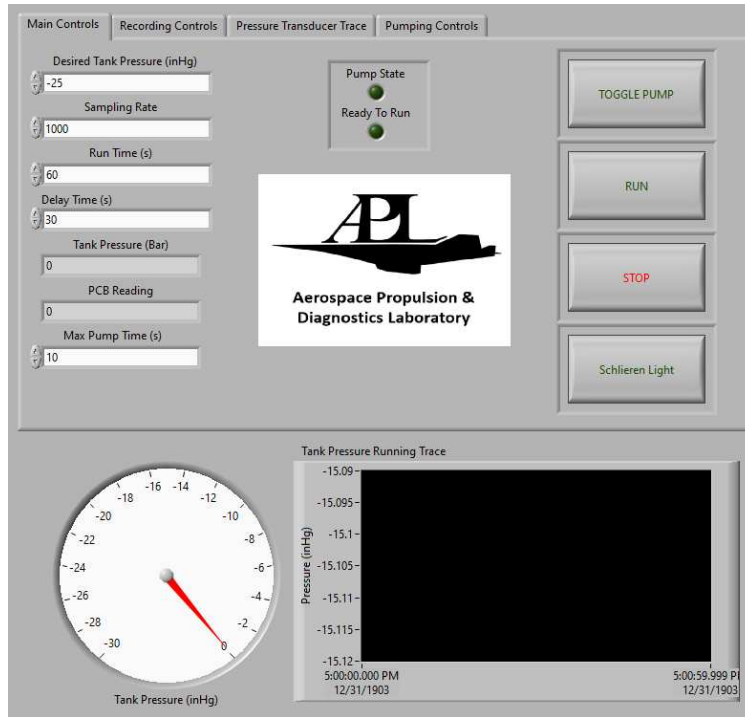 Main Controls
Recording Controls
Pressure Transducer Trace
Pumping Controls
Desired Tank Pressure (inHg)
-25
Sampling Rate
1000
Run Time (s)
60
Delay Time (s)
30
Tank Pressure (Bar)
0
PCB Reading
0
Max Pump Time (s)
10
Pump State
Ready To Run
APL
Aerospace Propulsion &
Diagnostics Laboratory
TOGGLE PUMP
RUN
STOP
Schlieren Light
-30
-28
-26
-24
-22
-20
-18
-16
-14
-12
-10
-8
-6
-4
-2
0
Tank Pressure (inHg)
Tank Pressure Running Trace
Pressure (inHg)
-15.09
-15.095
-15.1
-15.105
-15.11
-15.115
-15.12
5:00:00.000 PM
12/31/1903
5:00:59.999 P
12/31/1903